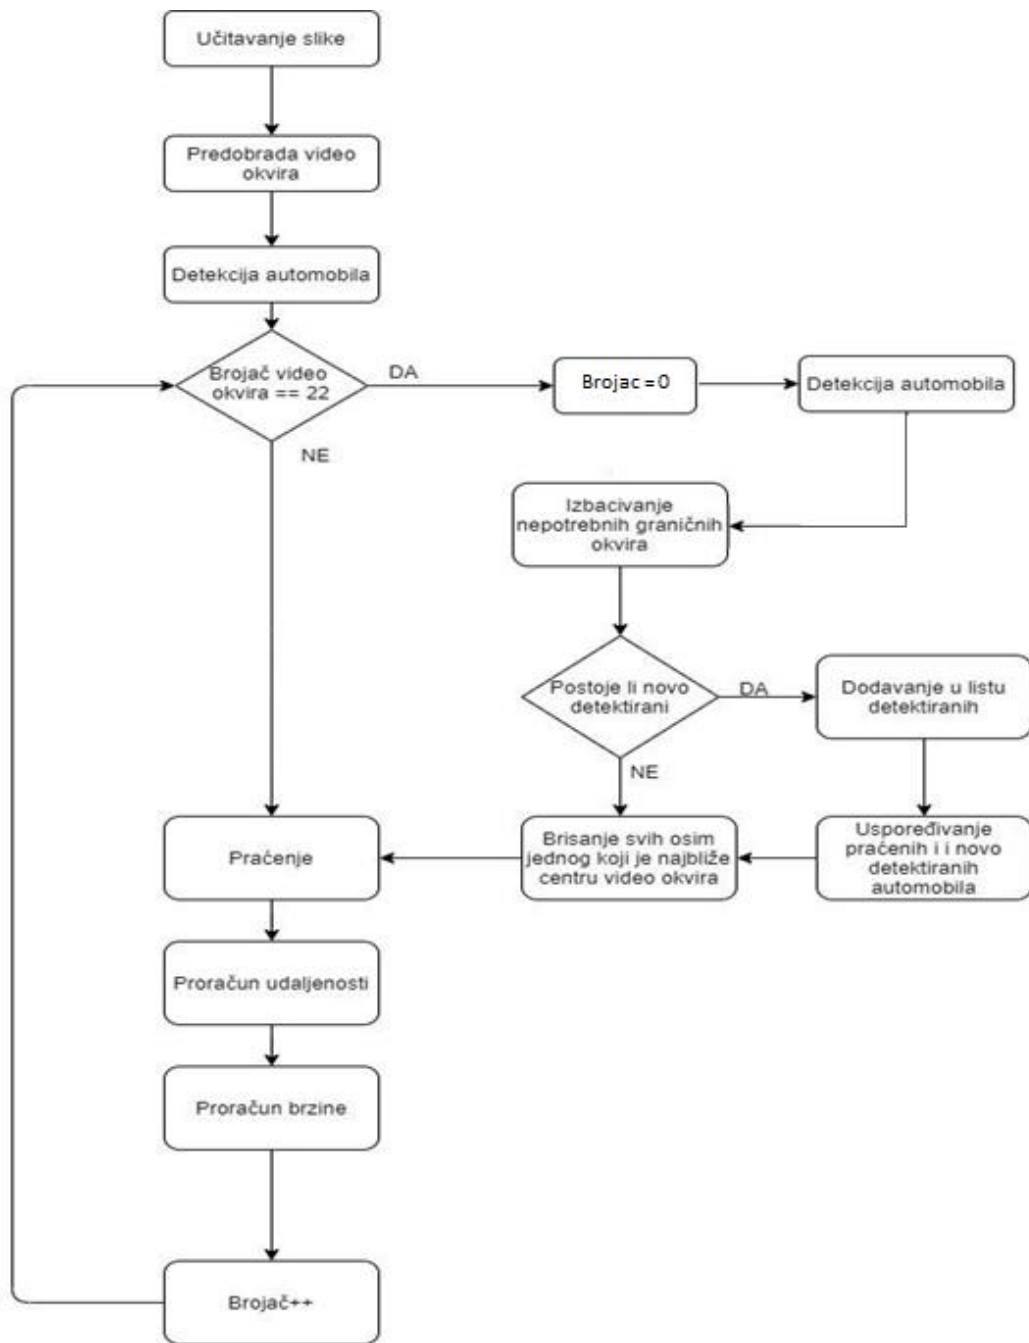 Učitavanje slike
Predobrada video
okvira
Detekcija automobila
Brojač video
okvira == 22
DA
Brojac = 0
Detekcija automobila
NE
Izbacivanje
nepotrebnih graničnih
okvira
Postoje li novo
detektirani
DA
Dodavanje u listu
detektiranih
NE
Uspoređivanje
praćenih i i novo
detektiranih
automobila
Brisanje svih osim
jednog koji je najbliže
centru video okvira
Praćenje
Proračun udaljenosti
Proračun brzine
Brojač++